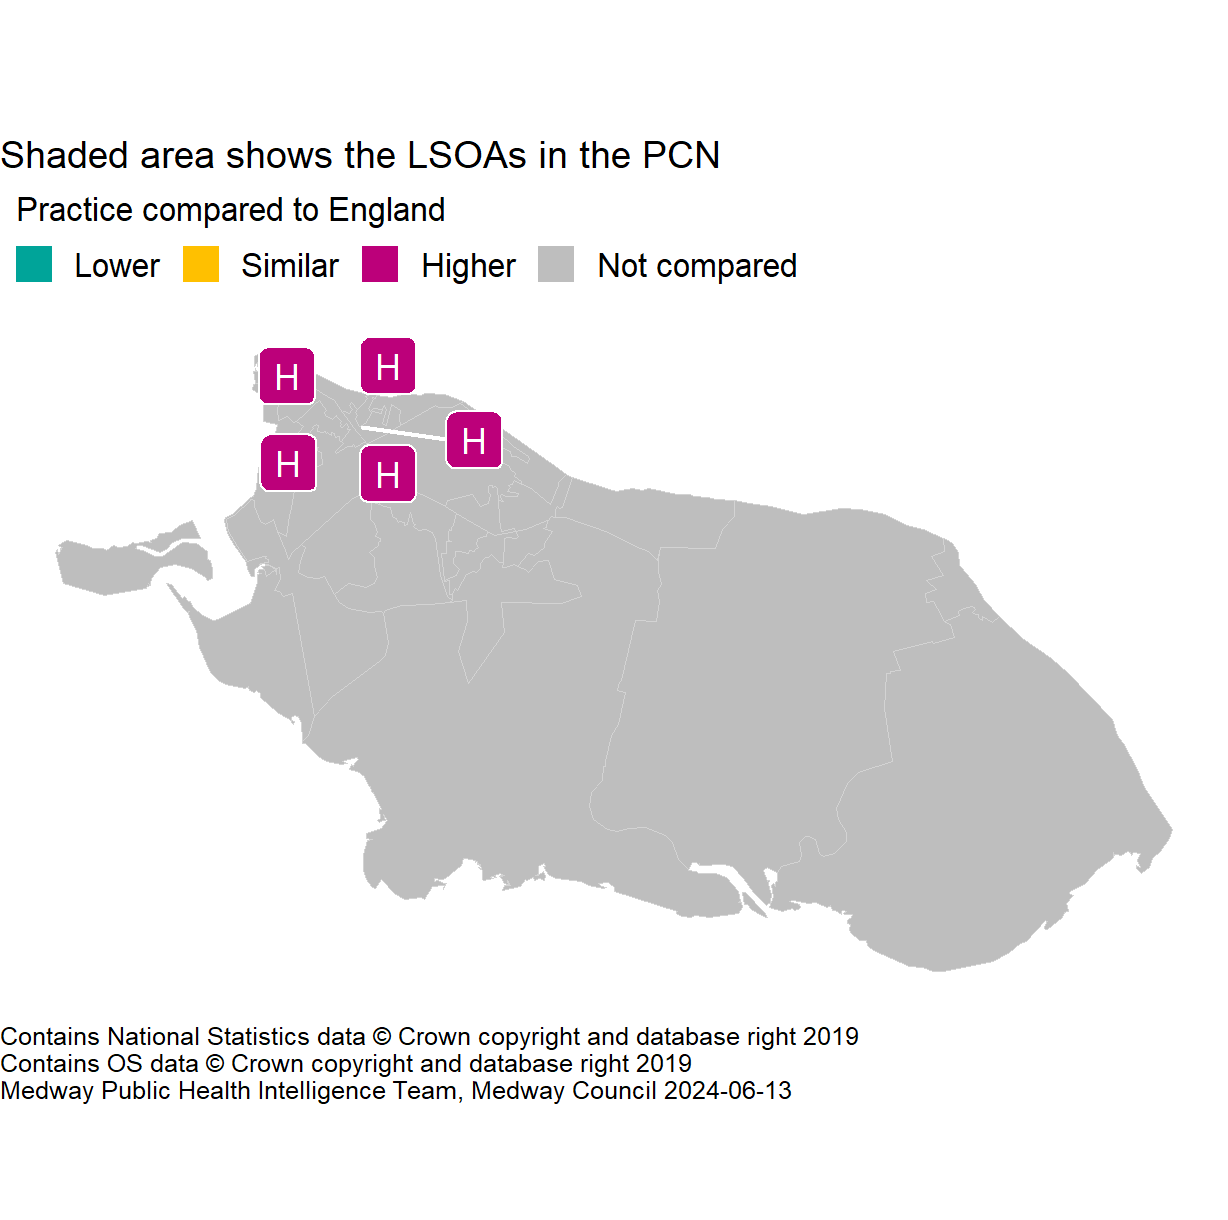 Shaded area shows the LSOAs in the PCN
Practice compared to England
Lower Similar Higher Not compared
H H
H
H H
Contains National Statistics data © Crown copyright and database right 2019
Contains OS data © Crown copyright and database right 2019
Medway Public Health Intelligence Team, Medway Council 2024-06-13